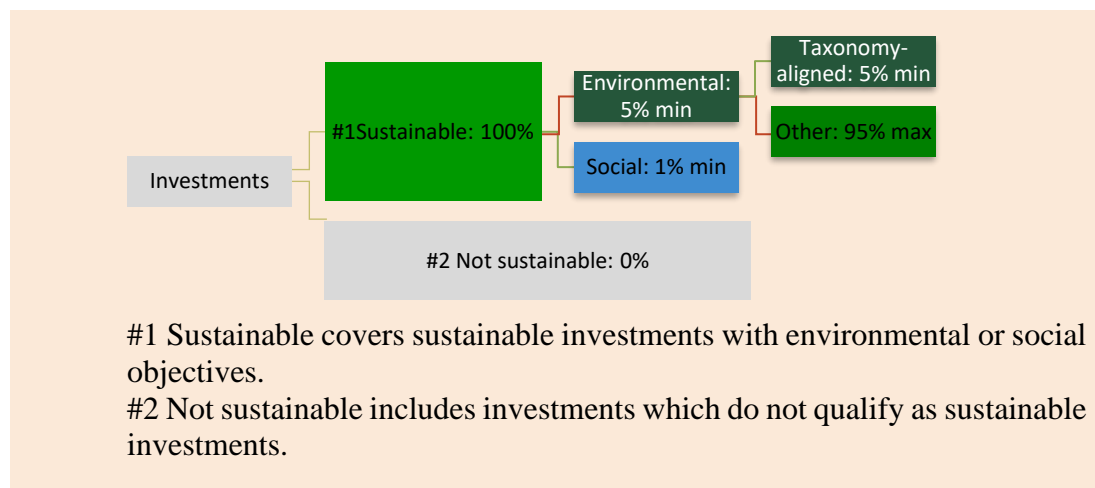 Investments
#1Sustainable: 100%
#2 Not sustainable: 0%
Environmental:
5% min
Social: 1% min
Taxonomy-
aligned: 5% min
Other: 95% max
#1 Sustainable covers sustainable investments with environmental or social
objectives.
#2 Not sustainable includes investments which do not qualify as sustainable
investments.